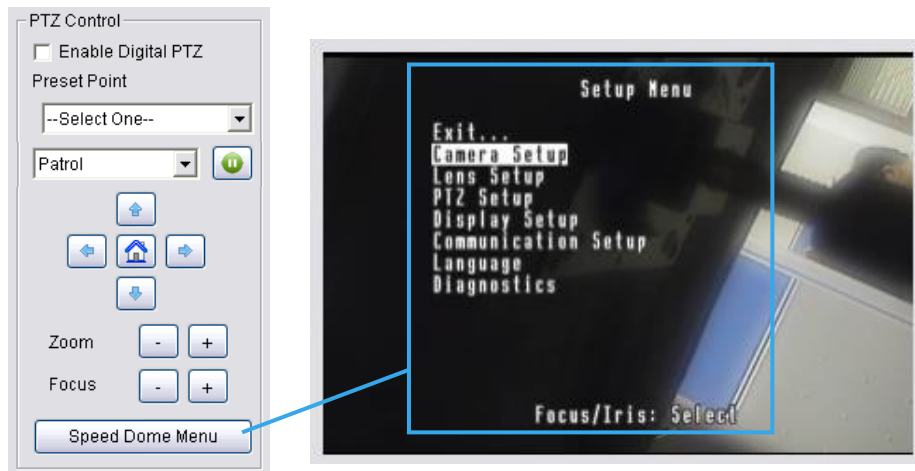 PTZ Control
Enable Digital PTZ
Preset Point
--Select One--
Patrol
Zoom - +
Focus - +
Speed Dome Menu
Setup Menu
Exit...
Camera Setup
Lens Setup
PTZ Setup
Display Setup
Communication Setup
Language
Diagnostics
Focus/Iris: Select